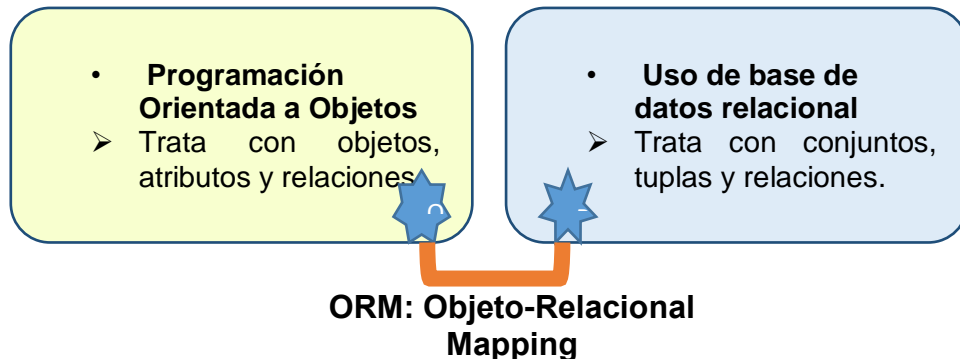 • Programación
Orientada a Objetos
➢ Trata con objetos,
atributos y relaciones
• Uso de base de
datos relacional
➢ Trata con conjuntos,
tuplas y relaciones.
ORM: Objeto-Relacional
Mapping